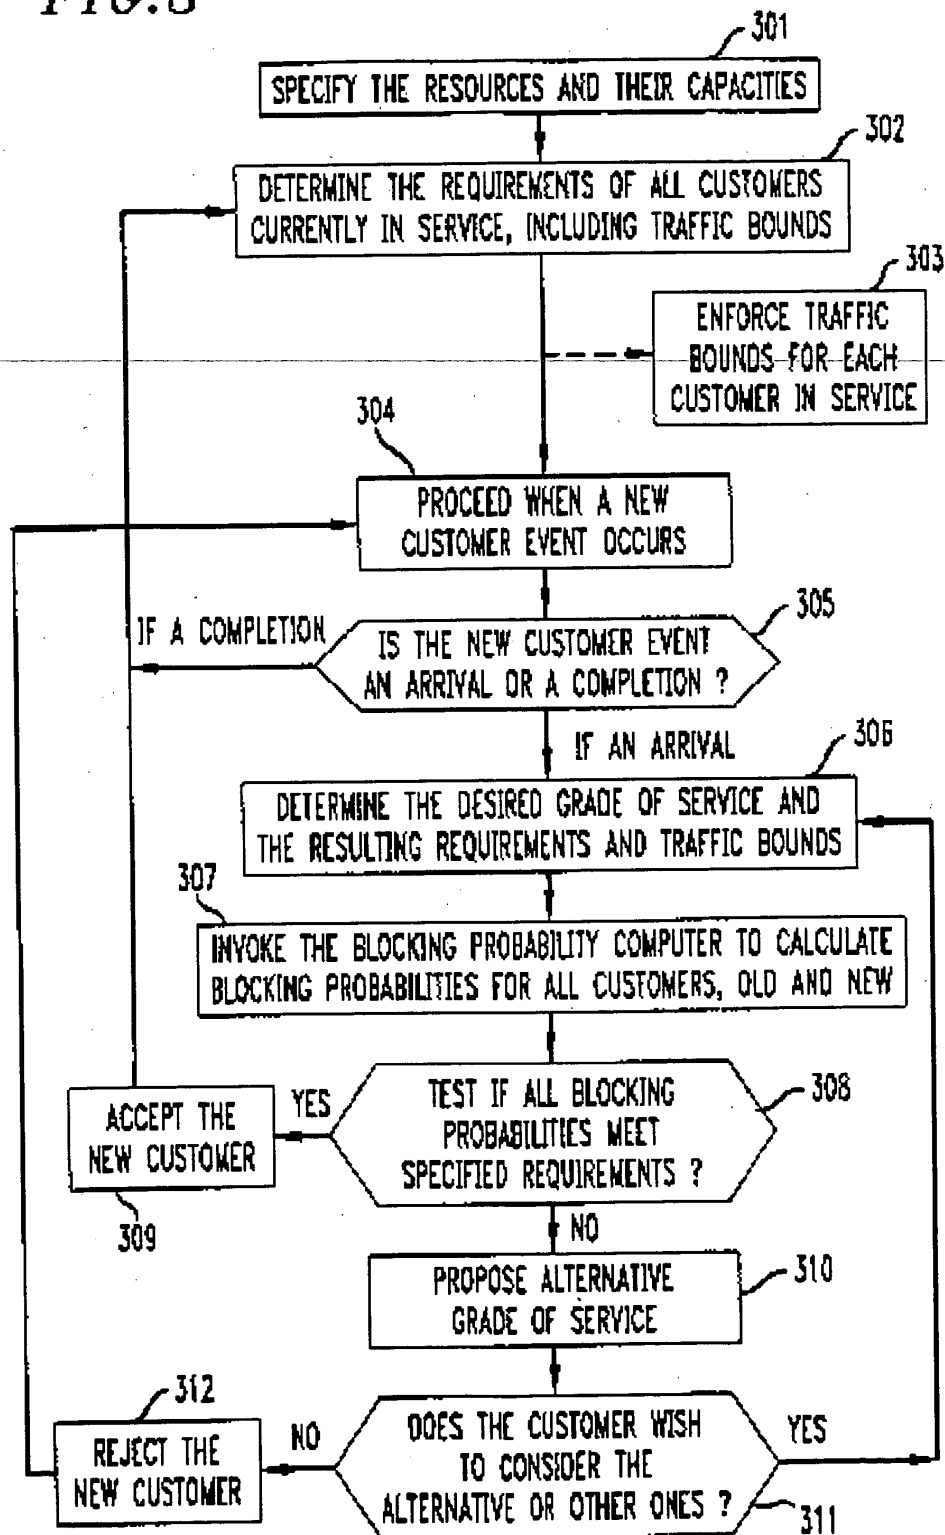 FIG.3
301
SPECIFY THE RESOURCES AND THEIR CAPACITIES
302
DETERMINE THE REQUIREMENTS OF ALL CUSTOMERS
CURRENTLY IN SERVICE, INCLUDING TRAFFIC BOUNDS
303
ENFORCE TRAFFIC
BOUNDS FOR EACH
CUSTOMER IN SERVICE
304
PROCEED WHEN A NEW
CUSTOMER EVENT OCCURS
305
IF A COMPLETION
IS THE NEW CUSTOMER EVENT
AN ARRIVAL OR A COMPLETION ?
IF AN ARRIVAL
306
DETERMINE THE DESIRED GRADE OF SERVICE AND
THE RESULTING REQUIREMENTS AND TRAFFIC BOUNDS
307
INVOKE THE BLOCKING PROBABILITY COMPUTER TO CALCULATE
BLOCKING PROBABILITIES FOR ALL CUSTOMERS, OLD AND NEW
308
TEST IF ALL BLOCKING
PROBABILITIES MEET
SPECIFIED REQUIREMENTS ?
YES
ACCEPT THE
NEW CUSTOMER
309
NO
310
PROPOSE ALTERNATIVE
GRADE OF SERVICE
312
REJECT THE
NEW CUSTOMER
NO
DOES THE CUSTOMER WISH
TO CONSIDER THE
ALTERNATIVE OR OTHER ONES ?
YES
311